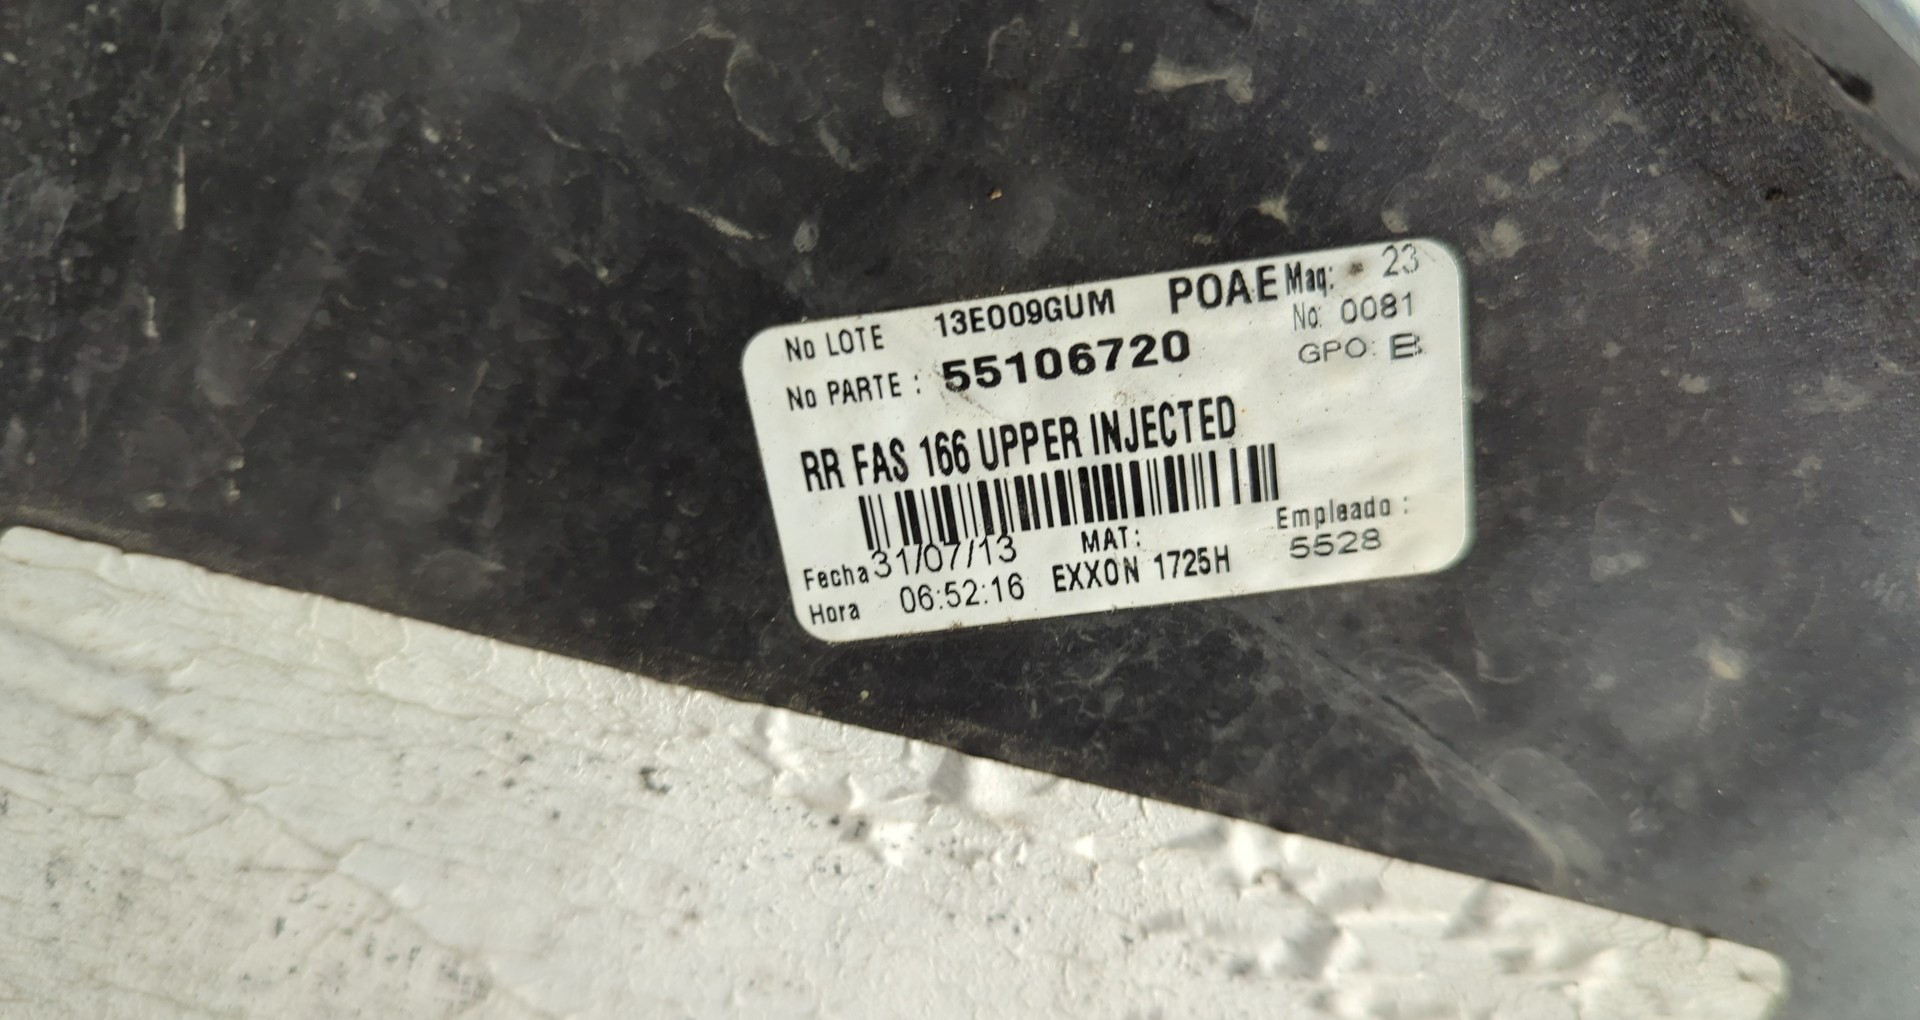 No LOTE 13E009GUM POAE Maq: 23
No: 0081
No PARTE : 55106720 GPO: B
RR FAS 166 UPPER INJECTED
Fecha 31/07/13 MAT: Empleado :
Hora 06:52:16 EXXON 1725H 5528